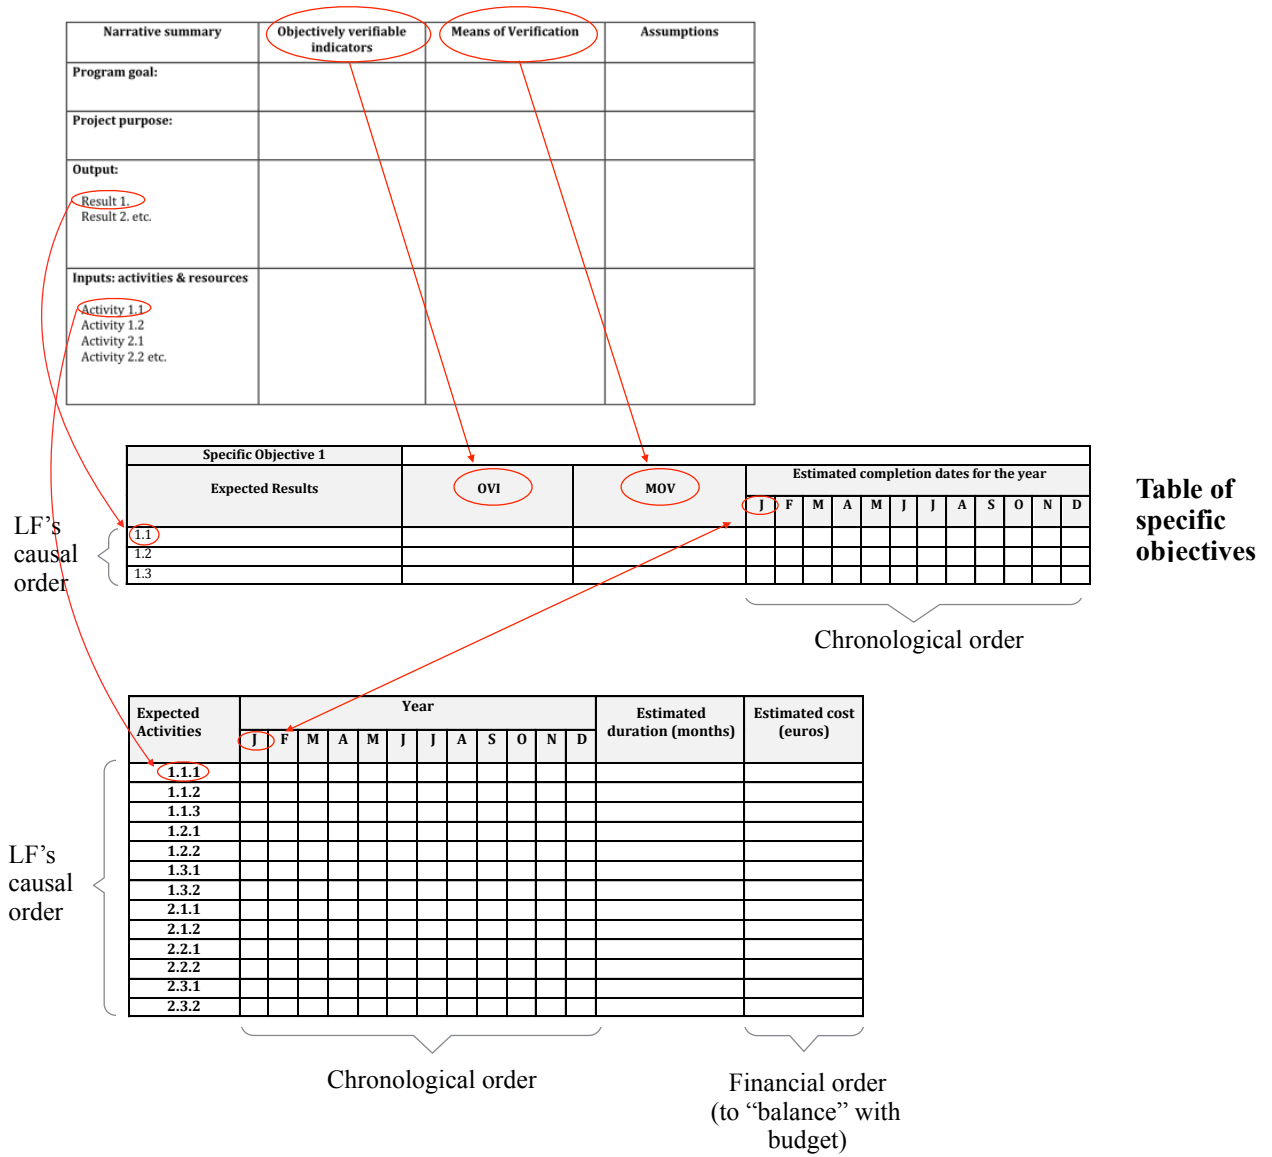 Narrative summary
Objectively verifiable
indicators
Means of Verification
Assumptions
Program goal:
Project purpose:
Output:
Result 1.
Result 2. etc.
Inputs: activities & resources
Activity 1.1
Activity 1.2
Activity 2.1
Activity 2.2 etc.
Specific Objective 1
Expected Results
OVI
MOV
Estimated completion dates for the year
J F M A M J J A S O N D
1.1
1.2
1.3
LF's
causal
order
Table of
specific
objectives
Chronological order
Expected
Activities
Year
J F M A M J J A S O N D
Estimated
duration (months)
Estimated cost
(euros)
1.1.1
1.1.2
1.1.3
1.2.1
1.2.2
1.3.1
1.3.2
2.1.1
2.1.2
2.2.1
2.2.2
2.3.1
2.3.2
LF's
causal
order
Chronological order
Financial order
(to “balance” with
budget)